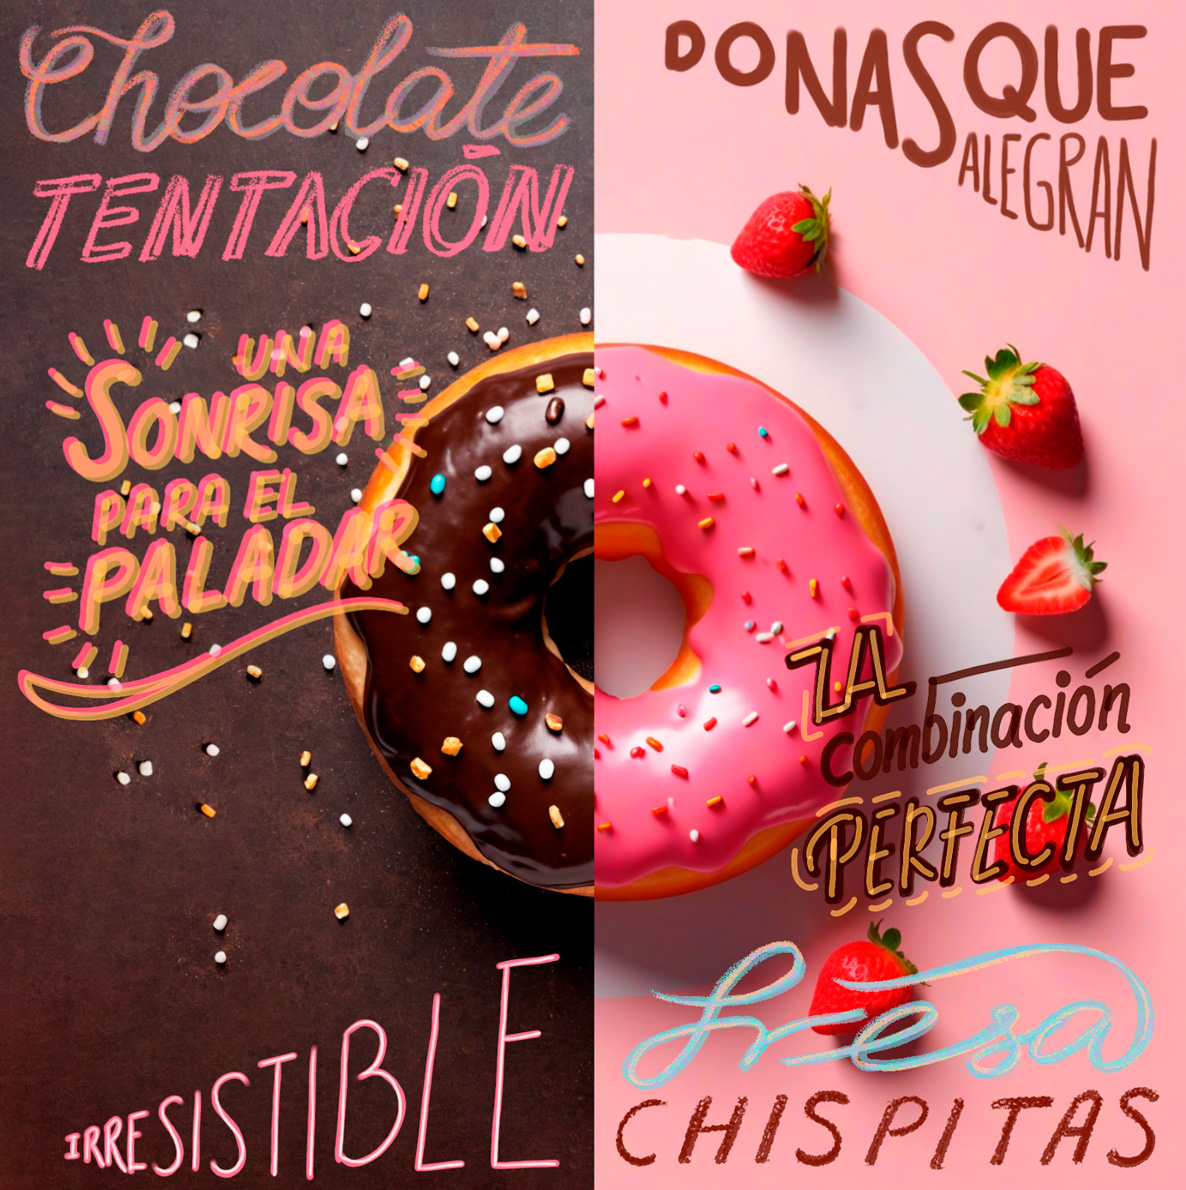 Chocolate
TENTACIÓN
UNA
SONRISA
PARA EL
PALADAR
IRRESISTIBLE
DONAS QUE
ALEGRAN
LA
combinación
PERFECTA
Fresa
CHISPITAS